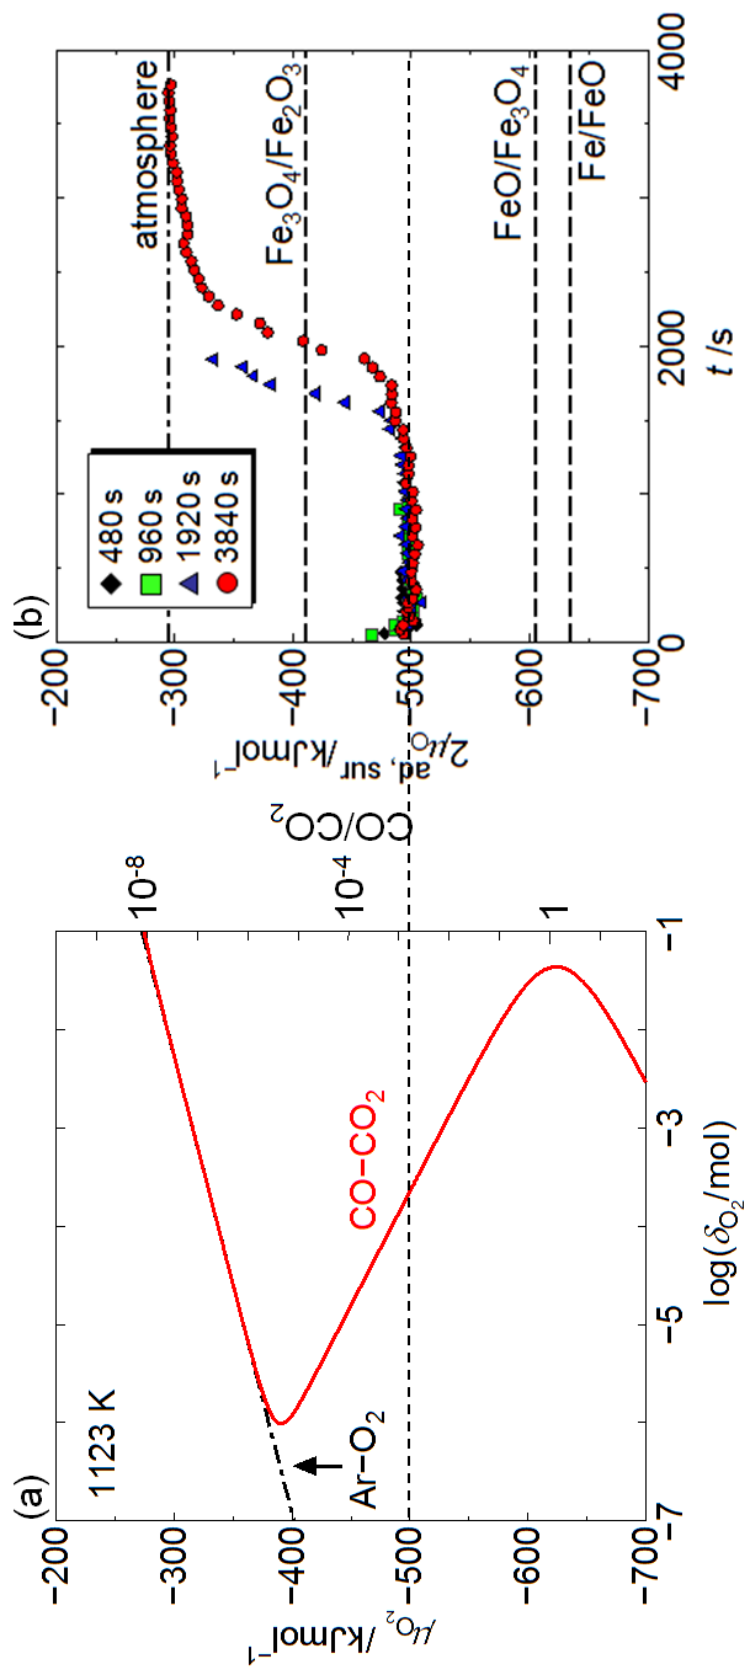 (a)
1123 K
CO−CO2
Ar−O2
−200
−300
−400
−500
−600
−700
μO2 /kJmol−1
−7
−5
−3
−1
log(δO2/mol)
10−8
10−4
1
CO/CO2
(b)
480 s
960 s
1920 s
3840 s
atmosphere
Fe3O4/Fe2O3
FeO/Fe3O4
Fe/FeO
−200
−300
−400
−500
−600
−700
2μOad, sur/kJmol−1
0
2000
4000
t /s